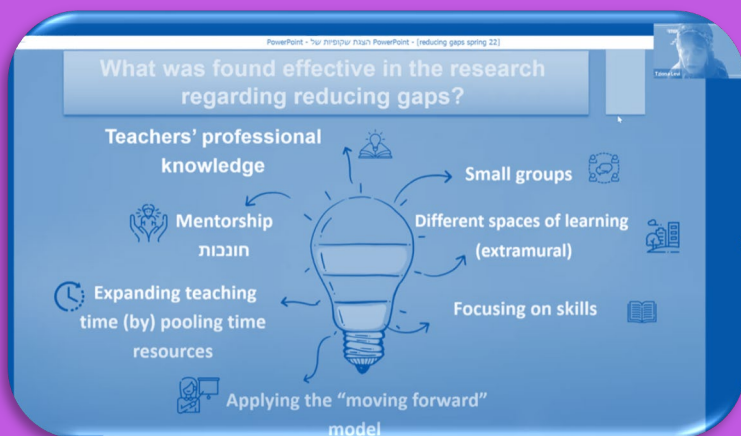 PowerPoint - הצגת שקופיות של PowerPoint - [reducing gaps spring 22]
What was found effective in the research
regarding reducing gaps?
Teachers' professional
knowledge
Small groups
Mentorship
חונכות
Different spaces of learning
(extramural)
Expanding teaching
time (by) pooling time
resources
Focusing on skills
Applying the "moving forward"
model